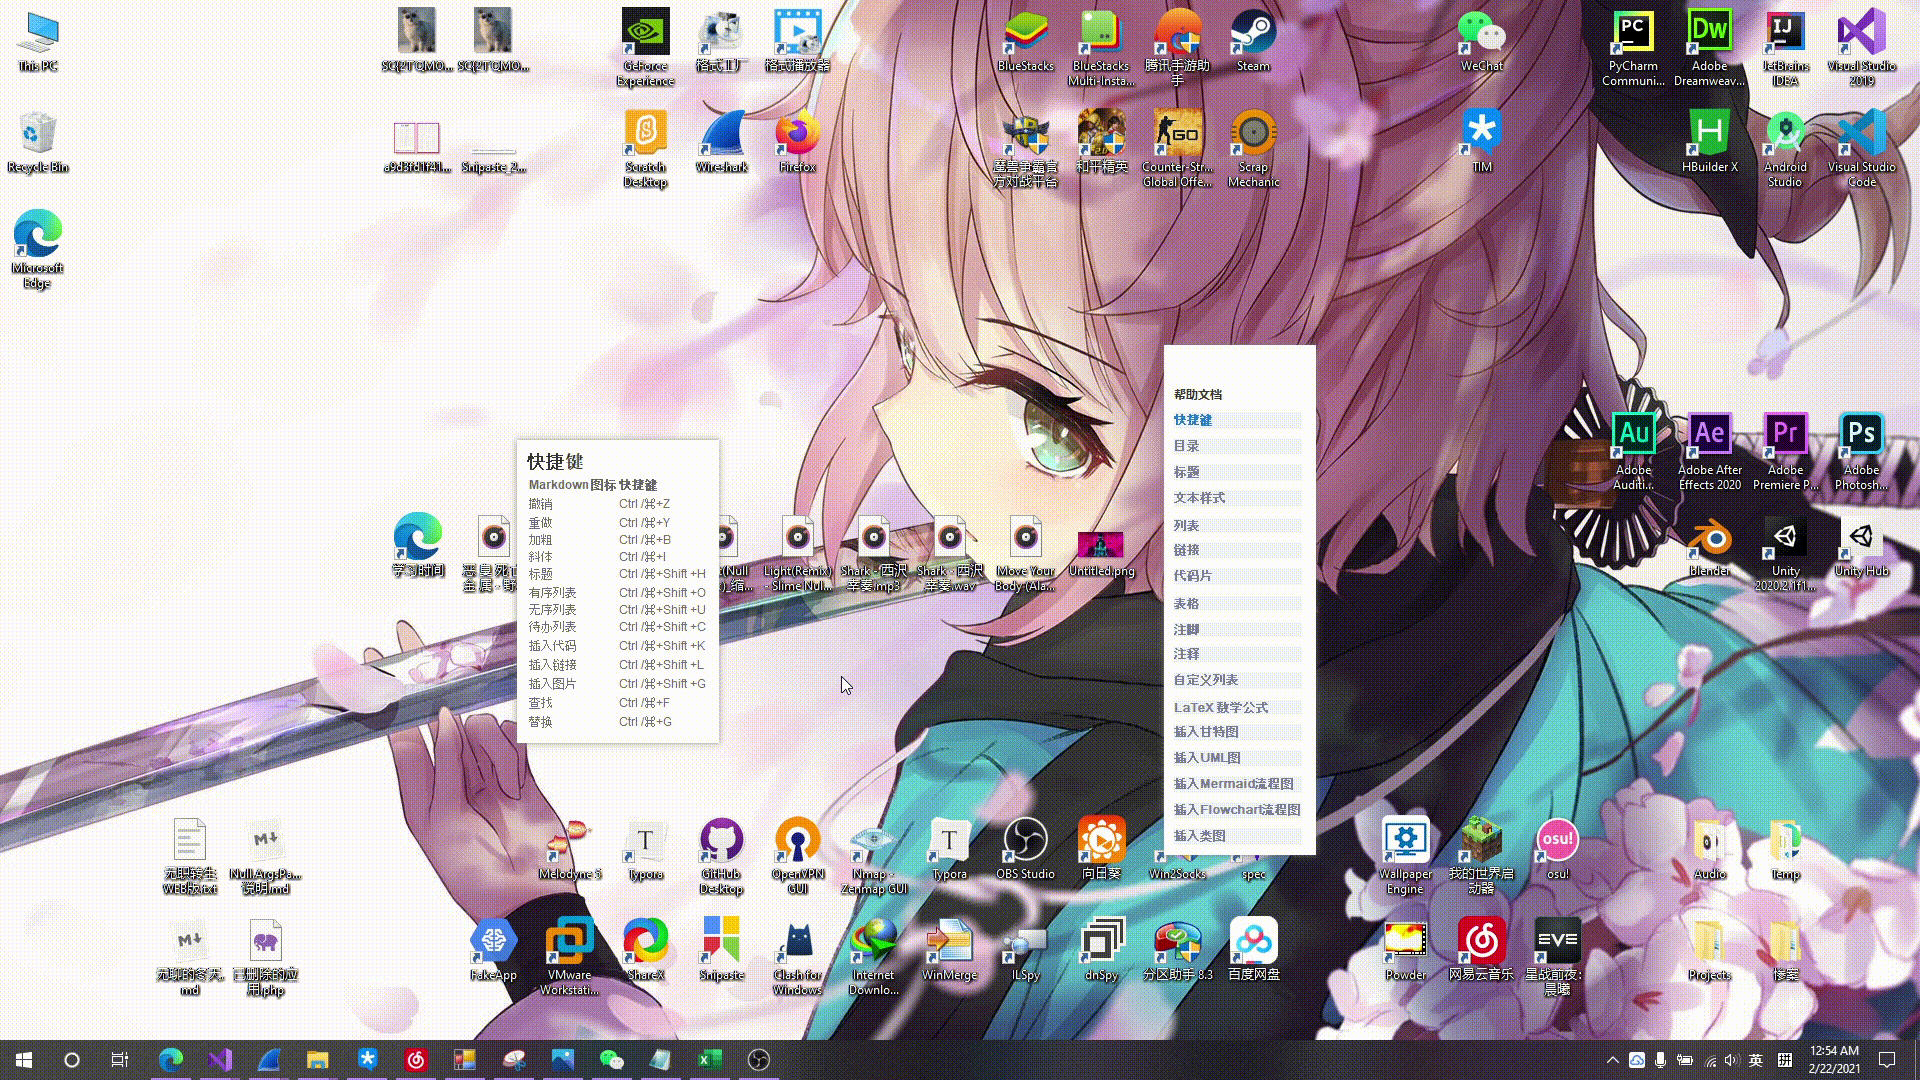 This PC
SQ[2TQMO...
SQ[2TQMO...
GeForce Experience
格式工厂
格式播放器
BlueStacks
BlueStacks Multi-Insta...
腾讯手游助手
Steam
WeChat
PyCharm Communi...
Adobe Dreamweav...
JetBrains IDEA
Visual Studio 2019
Recycle Bin
a9d3fd1f41...
Snipaste_2...
Scratch Desktop
Wireshark
Firefox
魔兽争霸官方对战平台
和平精英
Counter-Str... Global Offe...
Scrap Mechanic
TIM
HBuilder X
Android Studio
Visual Studio Code
Microsoft Edge
Adobe Auditi...
Adobe After Effects 2020
Adobe Premiere P...
Adobe Photosh...
学习时间
Light(Remix) - Slime Nul...
Shark - 西沢幸奏.mp3
Shark - 西沢幸奏.wav
Move Your Body (Ala...
Untitled.png
Blender
Unity 2020.2.1f1...
Unity Hub
快捷键
Markdown 图标 快捷键
撤销 Ctrl /⌘+Z
重做 Ctrl /⌘+Y
加粗 Ctrl /⌘+B
斜体 Ctrl /⌘+I
标题 Ctrl /⌘+Shift +H
有序列表 Ctrl /⌘+Shift +O
无序列表 Ctrl /⌘+Shift +U
待办列表 Ctrl /⌘+Shift +C
插入代码 Ctrl /⌘+Shift +K
插入链接 Ctrl /⌘+Shift +L
插入图片 Ctrl /⌘+Shift +G
查找 Ctrl /⌘+F
替换 Ctrl /⌘+G
帮助文档
快捷键
目录
标题
文本样式
列表
链接
代码片
表格
注脚
注释
自定义列表
LaTeX 数学公式
插入甘特图
插入UML图
插入Mermaid流程图
插入Flowchart流程图
插入类图
无职转生WEB版.txt
Null.ArgsPa...说明.md
Melodyne 5
Typora
GitHub Desktop
OpenVPN GUI
Nmap - Zenmap GUI
Typora
OBS Studio
向日葵
Win2Socks
spec
Wallpaper Engine
我的世界启动器
osu!
Audio
Temp
无聊的冬天.md
已删除的应用.php
FakeApp
VMware Workstati...
ShareX
Snipaste
Clash for Windows
Internet Downlo...
WinMerge
ILSpy
dnSpy
分区助手 8.3
百度网盘
Powder
网易云音乐
星战前夜：晨曦
Projects
档案
英
拼
12:54 AM
2/22/2021